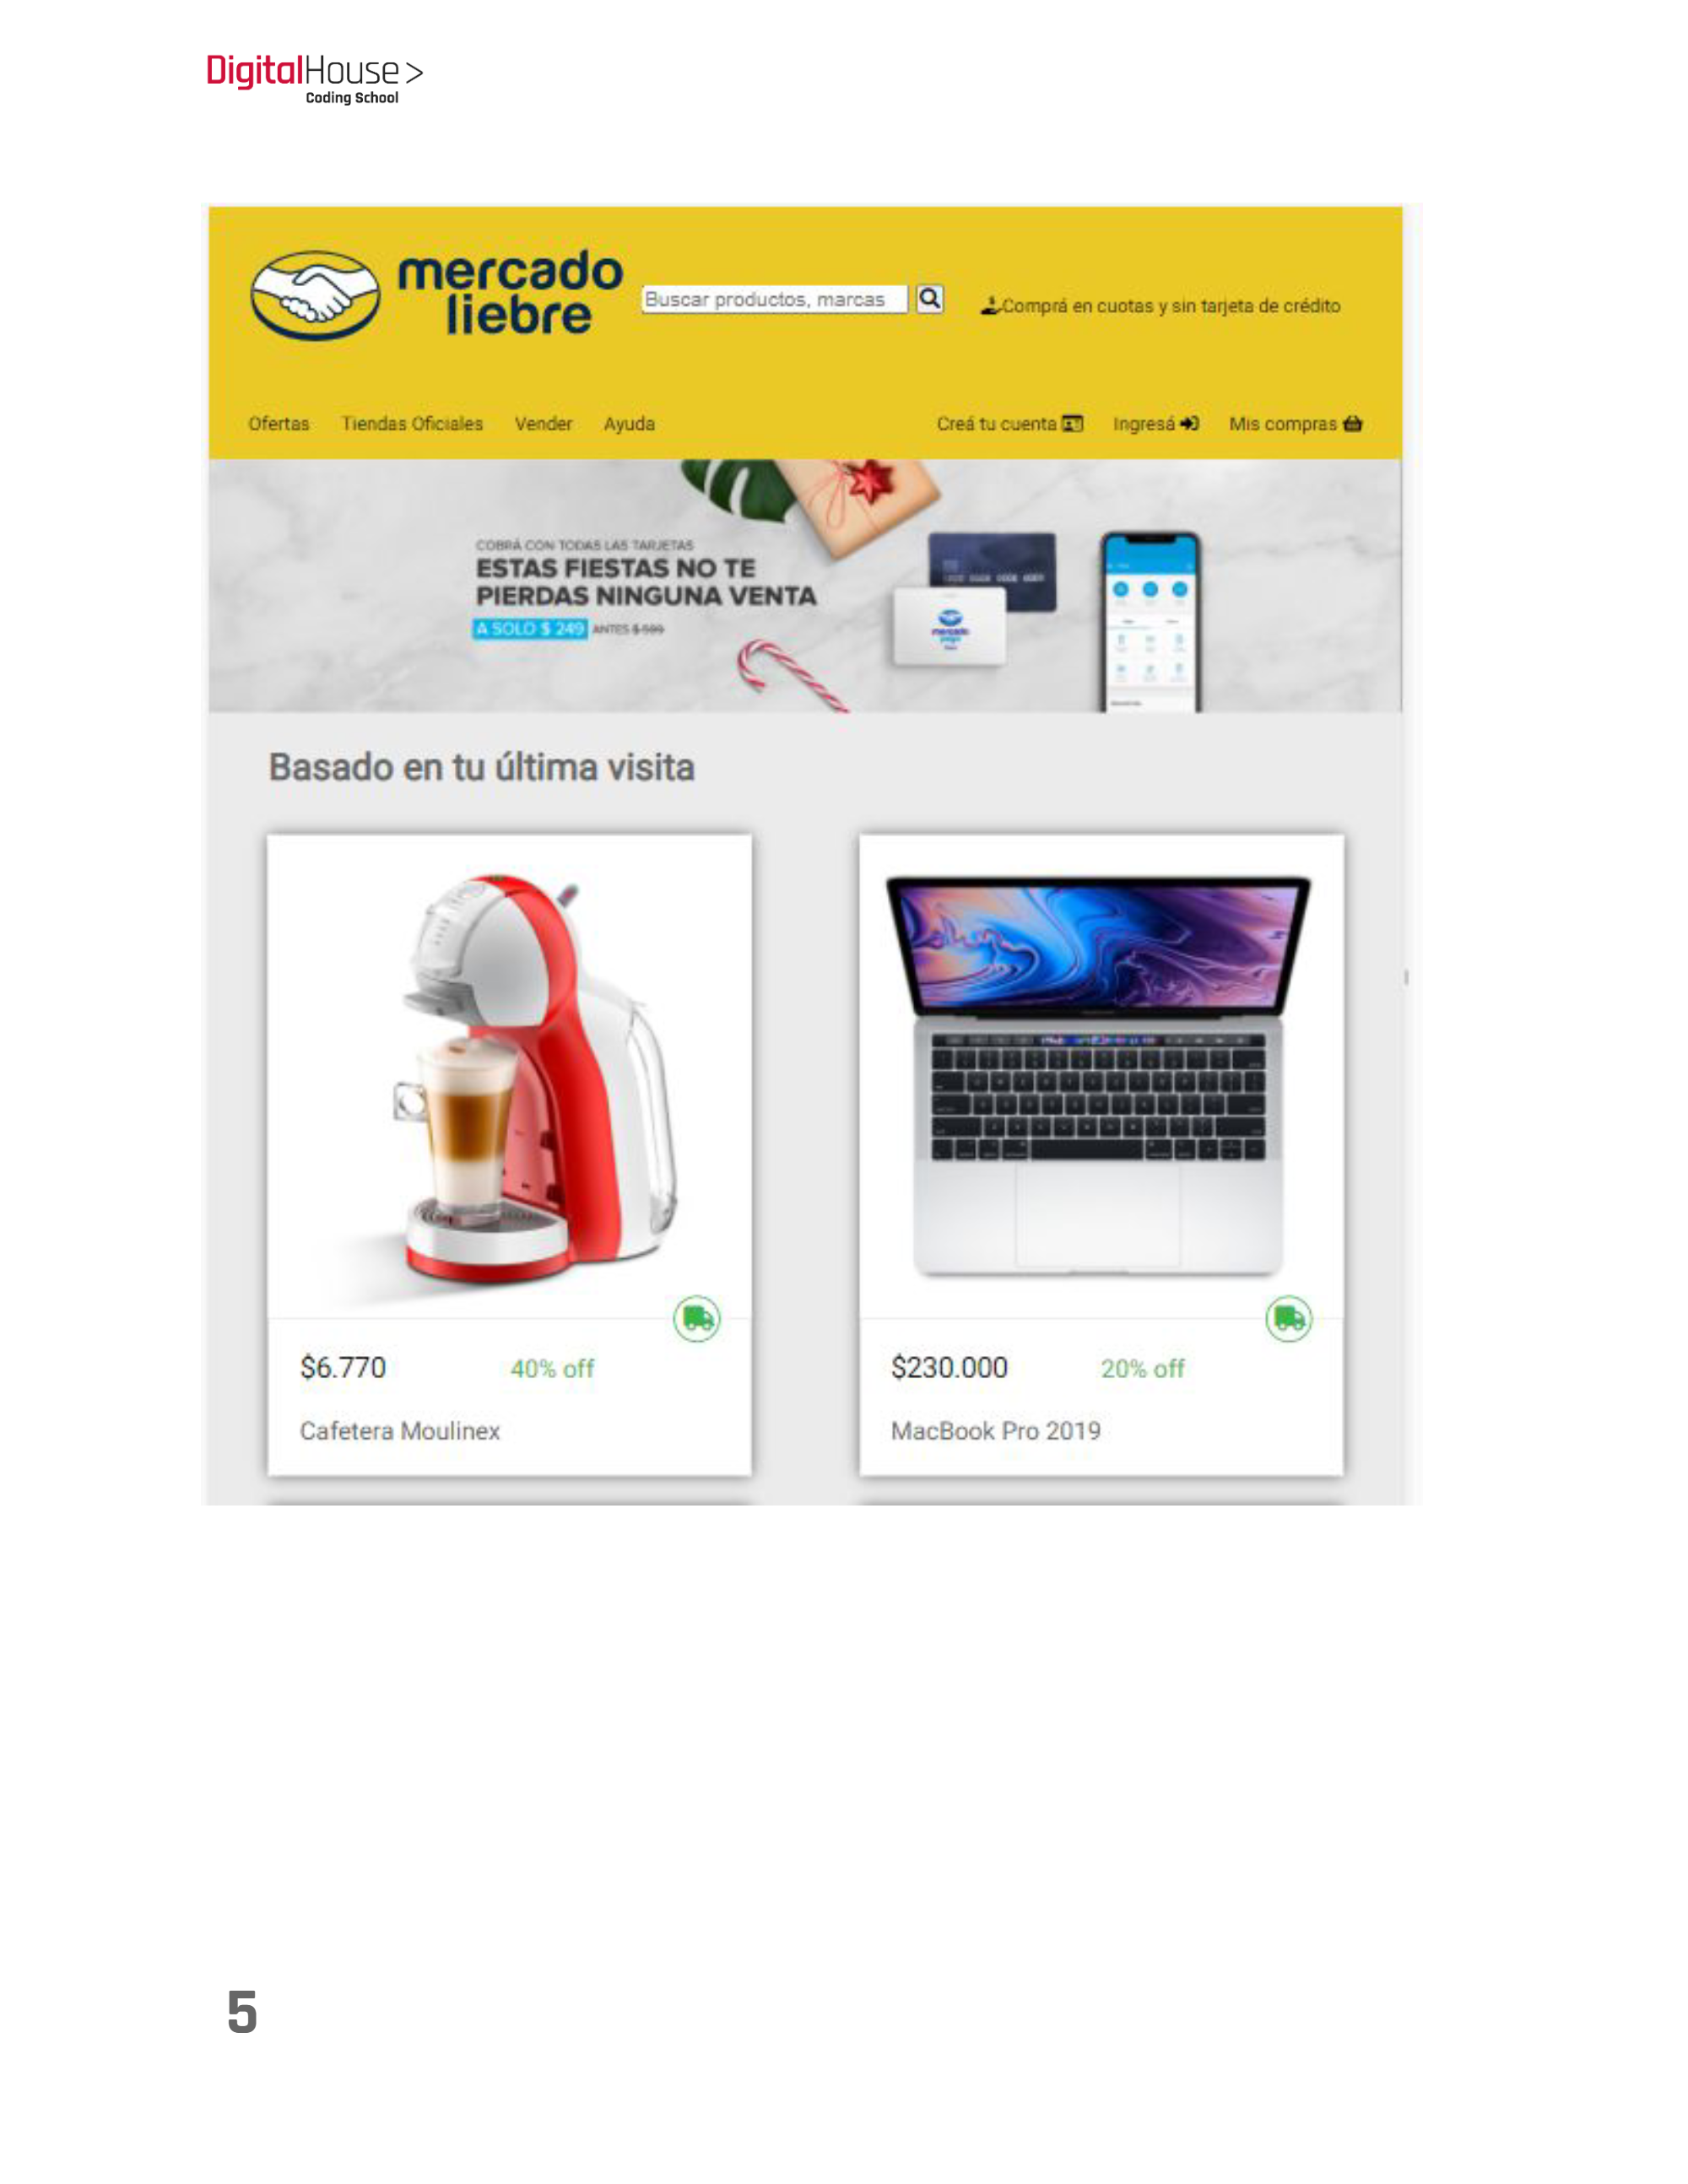 DigitalHouse>
Coding School
mercado
liebre
Buscar productos, marcas
Comprá en cuotas y sin tarjeta de crédito
Ofertas Tiendas Oficiales Vender Ayuda Creá tu cuenta Ingresá Mis compras
COBRÁ CON TODAS LAS TARJETAS
ESTAS FIESTAS NO TE
PIERDAS NINGUNA VENTA
A SOLO $ 249 ANTES $ 599
mercado
pago
Basado en tu última visita
$6.770 40% off
Cafetera Moulinex
$230.000 20% off
MacBook Pro 2019
5